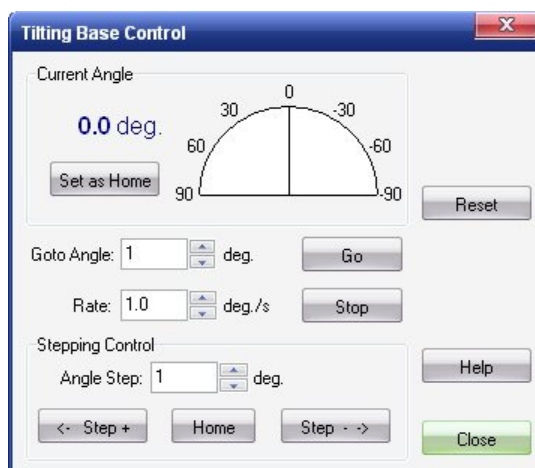 Tilting Base Control
X
Current Angle
0
30 -30
0.0 deg.
60 -60
Set as Home
90 -90
Reset
Goto Angle: 1 deg. Go
Rate: 1.0 deg./s Stop
Stepping Control
Angle Step: 1 deg.
Help
<- Step + Home Step - ->
Close